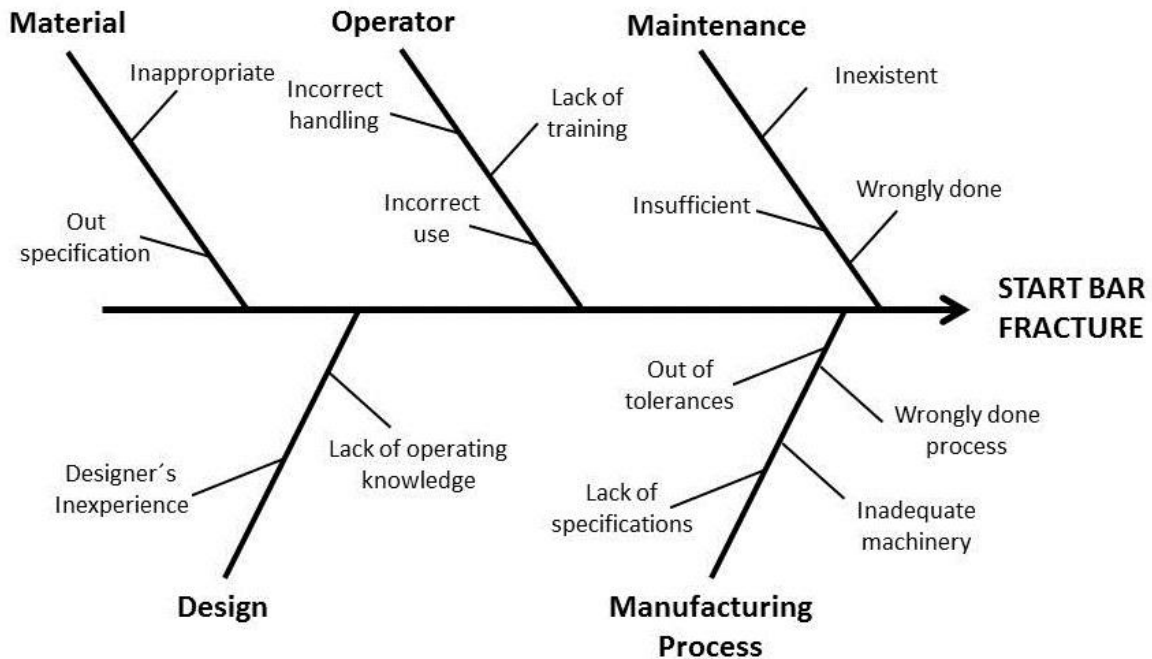 Material
Operator
Maintenance
Inappropriate
Incorrect
handling
Lack of
training
Inexistent
Out
specification
Incorrect
use
Insufficient
Wrongly done
START BAR
FRACTURE
Out of
tolerances
Wrongly done
process
Designer´s
Inexperience
Lack of operating
knowledge
Lack of
specifications
Inadequate
machinery
Design
Manufacturing
Process